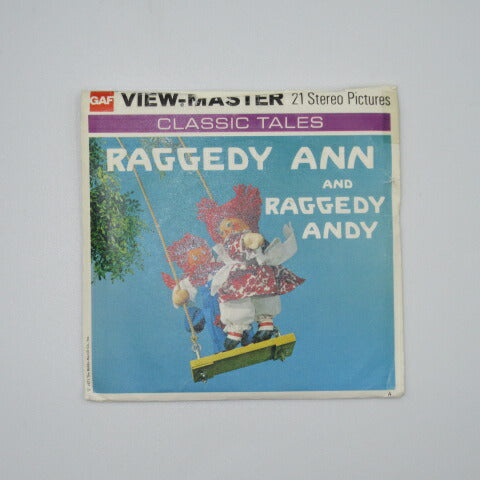 GAF VIEW-MASTER 21 Stereo Pictures
CLASSIC TALES
RAGGEDY ANN
AND
RAGGEDY
ANDY
A